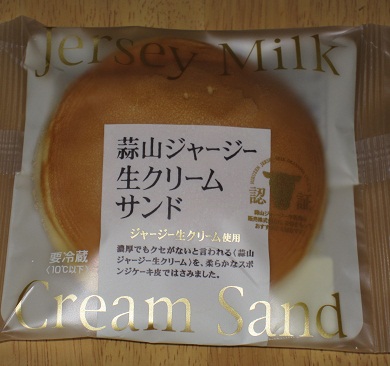 Jersey Milk
蒜山ジャージー
生クリーム
サンド
ジャージー生クリーム使用
濃厚でもクセがないと言われる(蒜山
ジャージー生クリーム)を、柔らかなスポ
ンジケーキ皮ではさみました。
認 証
要冷蔵
(10℃以下)
Cream Sand